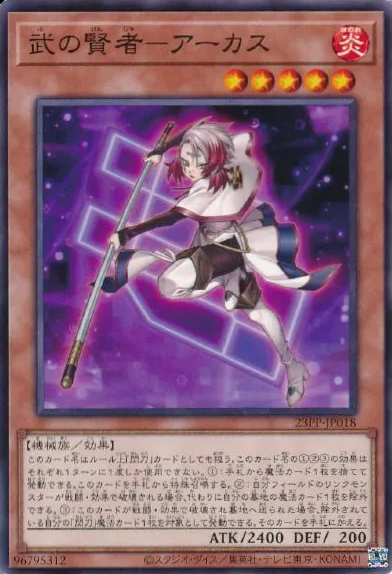 武の賢者－アーカス
炎
23PP-JP018
【機械族／効果】
このカード名はルール上「閃刀」カードとしても扱う。このカード名の①②③の効果は
それぞれ1ターンに1度しか使用できない。①：手札から魔法カード1枚を捨てて
発動できる。このカードを手札から特殊召喚する。②：自分フィールドのリンクモン
スターが戦闘・効果で破壊される場合、代わりに自分の墓地の魔法カード1枚を除外
できる。③：このカードが戦闘・効果で破壊され墓地へ送られた場合、除外されて
いる自分の「閃刀」魔法カード1枚を対象として発動できる。そのカードを手札に加える。
ATK/2400 DEF/ 200
96795312
©スタジオ・ダイス／集英社・テレビ東京・KONAMI